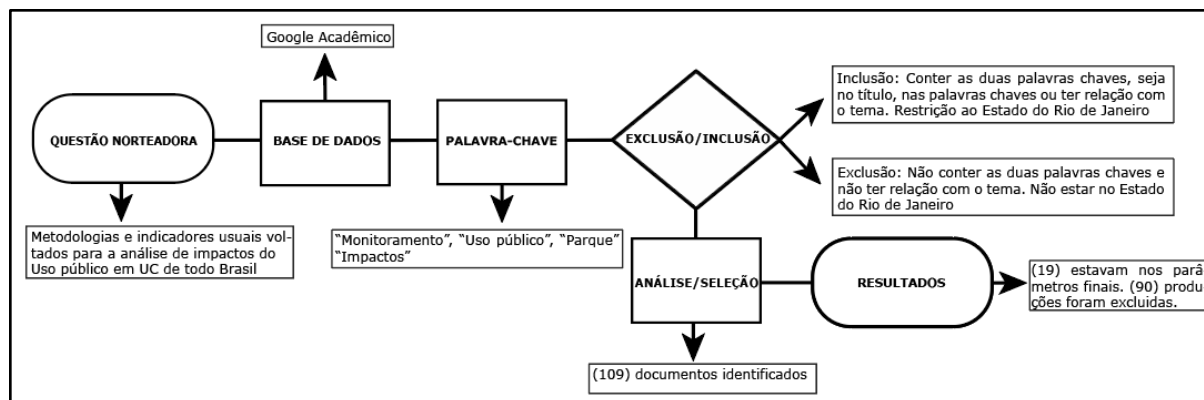 Google Acadêmico
QUESTÃO NORTEADORA
BASE DE DADOS
PALAVRA-CHAVE
EXCLUSÃO/INCLUSÃO
Inclusão: Conter as duas palavras chaves, seja
no título, nas palavras chaves ou ter relação com
o tema. Restrição ao Estado do Rio de Janeiro
Exclusão: Não conter as duas palavras chaves e
não ter relação com o tema. Não estar no Estado
do Rio de Janeiro
Metodologias e indicadores usuais vol-
tados para a análise de impactos do
Uso público em UC de todo Brasil
“Monitoramento”, “Uso público”, “Parque”
“Impactos”
ANÁLISE/SELEÇÃO
RESULTADOS
(19) estavam nos parâ-
metros finais. (90) produ-
ções foram excluidas.
(109) documentos identificados